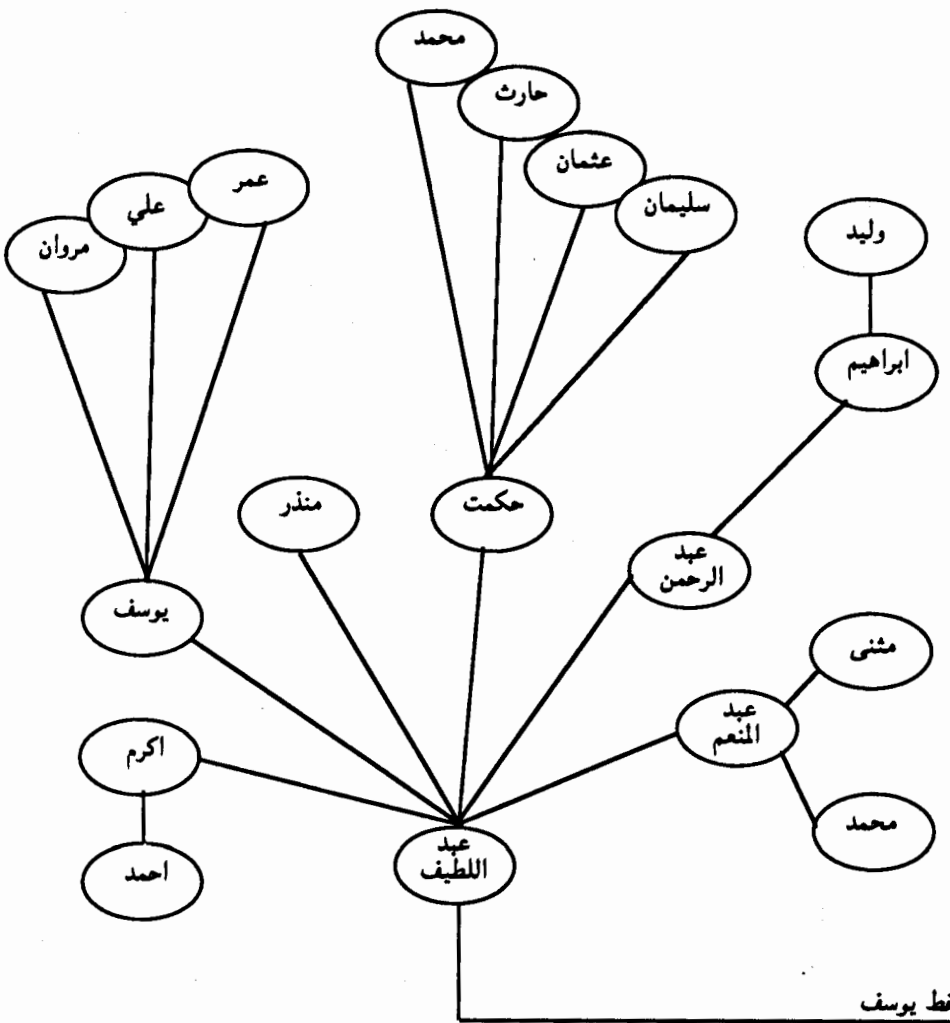 محمد
حارث
عثمان
سليمان
عمر
علي
مروان
وليد
ابراهيم
حكمت
منذر
عبد
الرحمن
يوسف
مثنى
عبد
المنعم
اكرم
محمد
عبد
اللطيف
احمد
يوسف